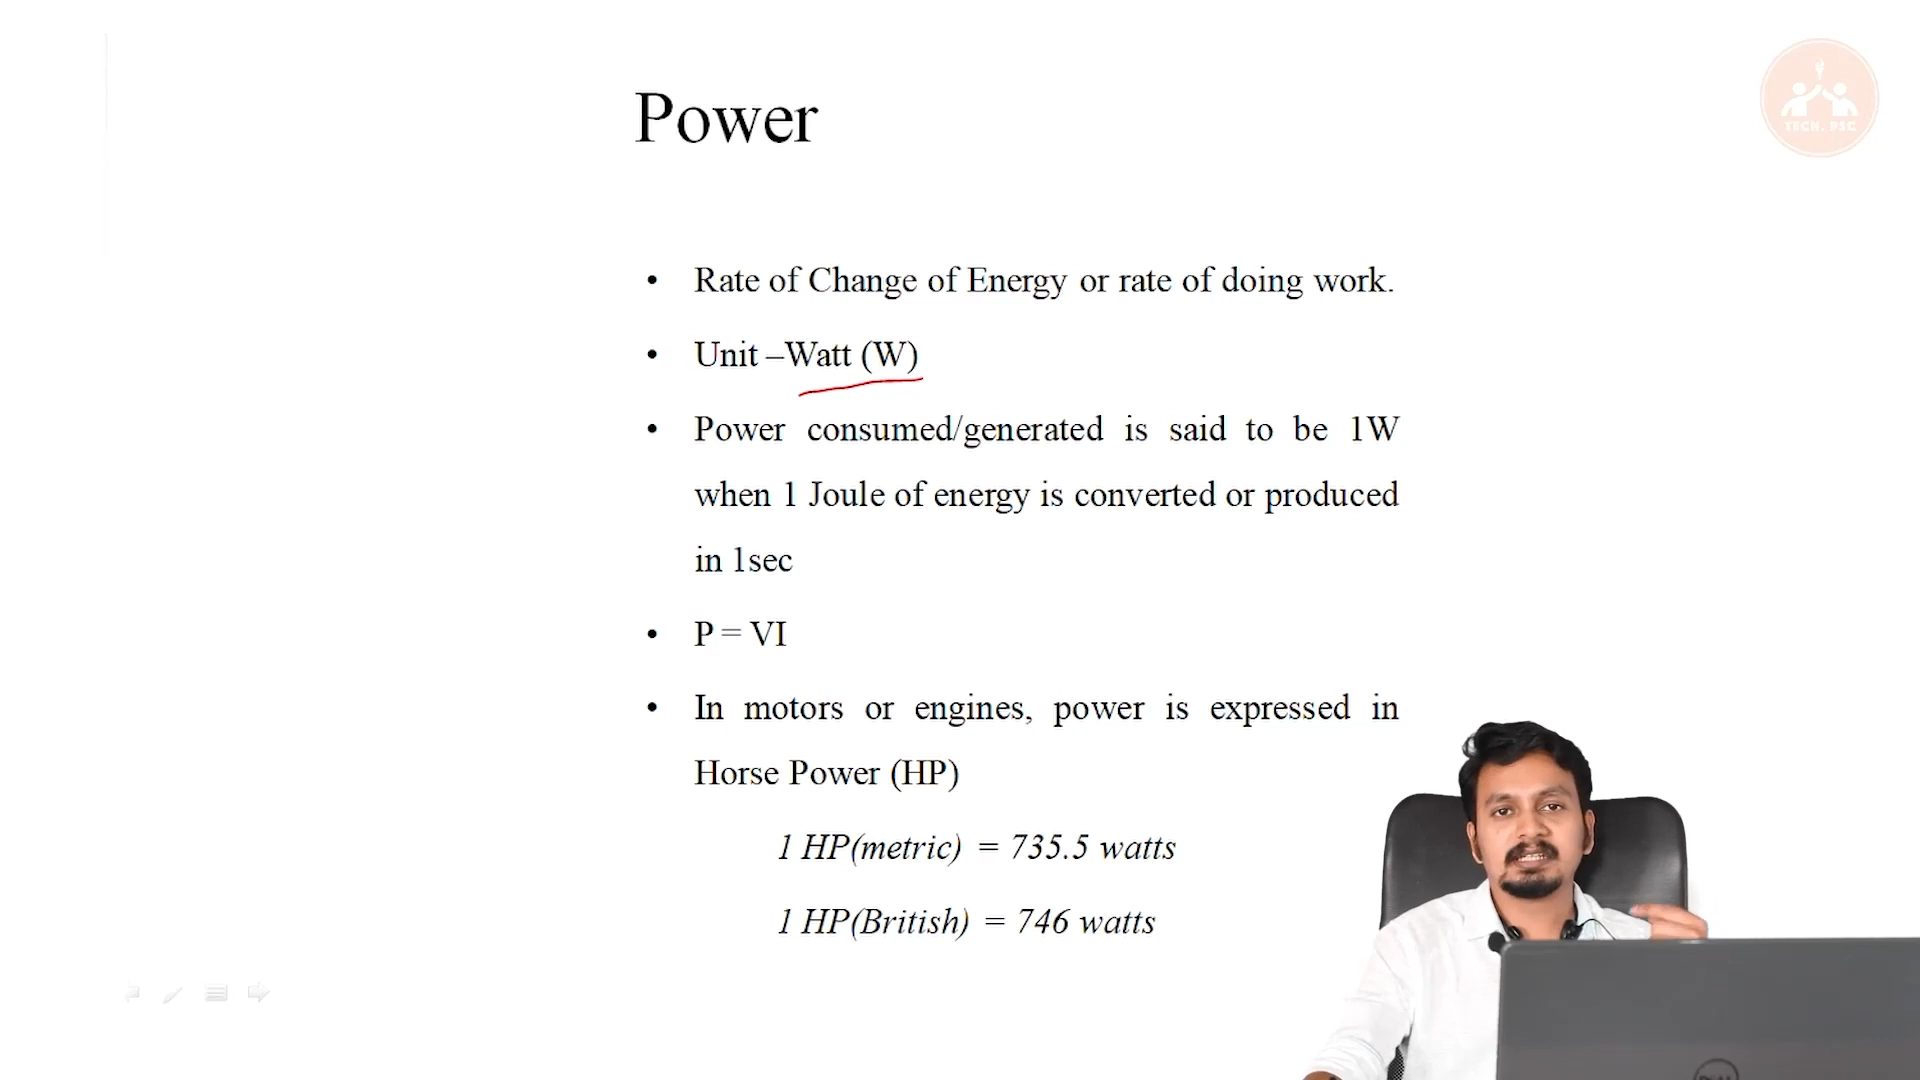 TECH. PSC
Power
• Rate of Change of Energy or rate of doing work.
• Unit –Watt (W)
• Power consumed/generated is said to be 1W
when 1 Joule of energy is converted or produced
in 1sec
• P = VI
• In motors or engines, power is expressed in
Horse Power (HP)
1 HP(metric) = 735.5 watts
1 HP(British) = 746 watts